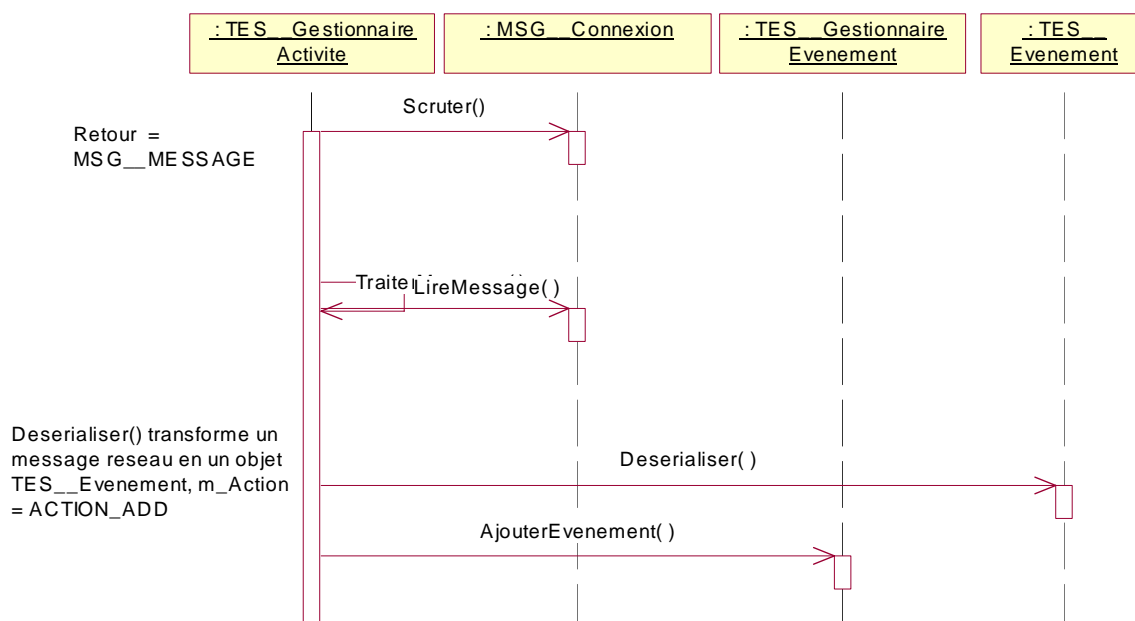 : TES__Gestionnaire
Activite
: MSG__Connexion
: TES__Gestionnaire
Evenement
: TES__
Evenement
Scruter()
Retour =
MSG__MESSAGE
LireMessage( )
Deserialiser() transforme un
message reseau en un objet
TES__Evenement, m_Action
= ACTION_ADD
Deserialiser( )
AjouterEvenement( )